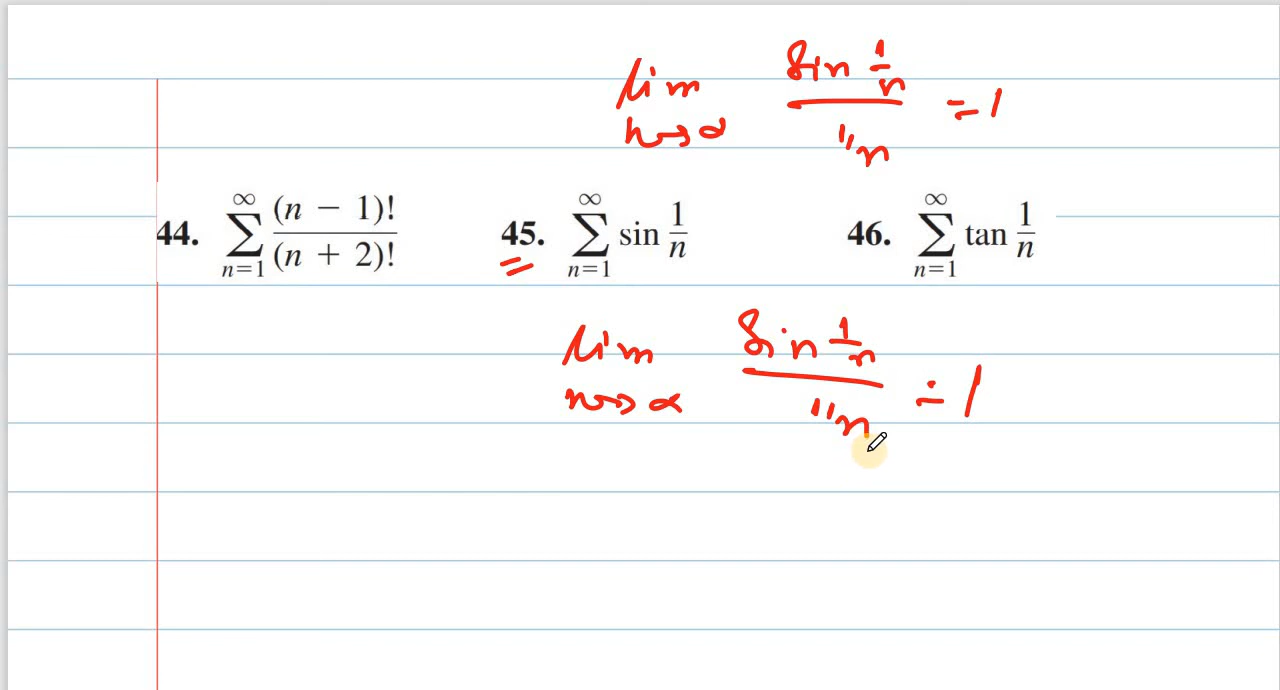 lim n→∞ sin 1/n / 1/n = 1
44. ∞ ∑ n=1 (n − 1)! / (n + 2)! 45. ∞ ∑ n=1 sin 1/n 46. ∞ ∑ n=1 tan 1/n
lim n→∞ sin 1/n / 1/n = 1